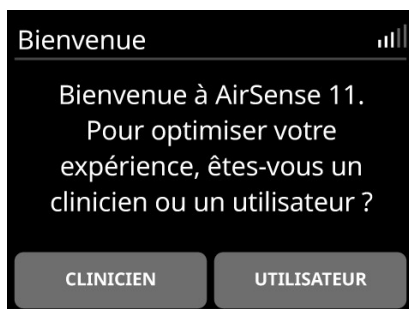 Bienvenue
Bienvenue à AirSense 11.
Pour optimiser votre
expérience, êtes-vous un
clinicien ou un utilisateur ?
CLINICIEN
UTILISATEUR